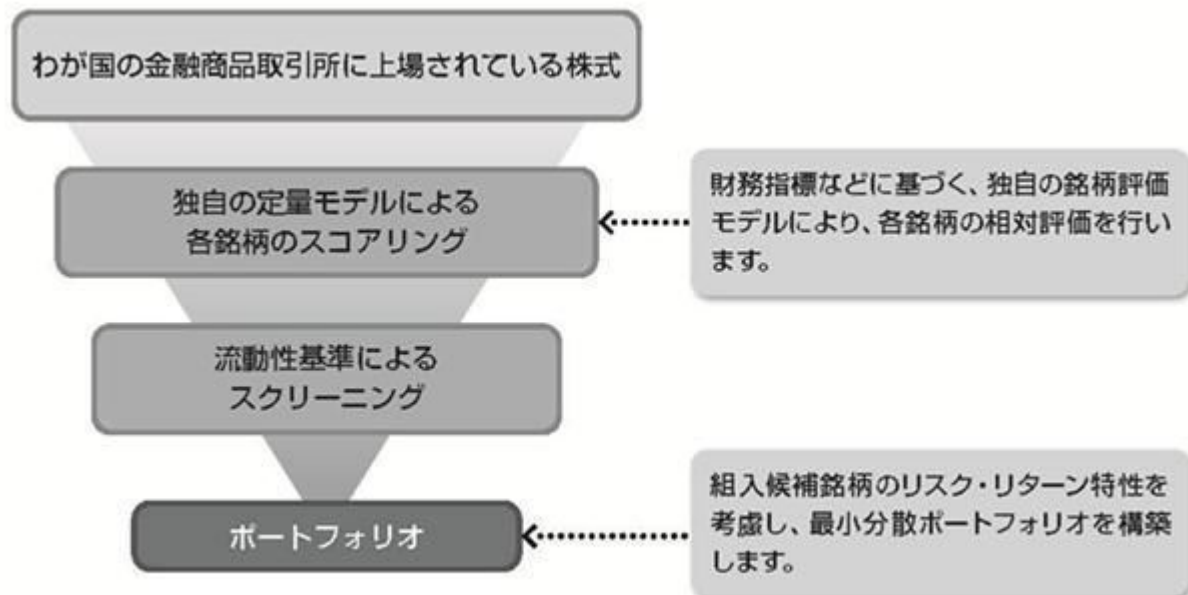 わが国の金融商品取引所に上場されている株式
独自の定量モデルによる
各銘柄のスコアリング
財務指標などに基づく、独自の銘柄評価
モデルにより、各銘柄の相対評価を行い
ます。
流動性基準による
スクリーニング
ポートフォリオ
組入候補銘柄のリスク・リターン特性を
考慮し、最小分散ポートフォリオを構築
します。